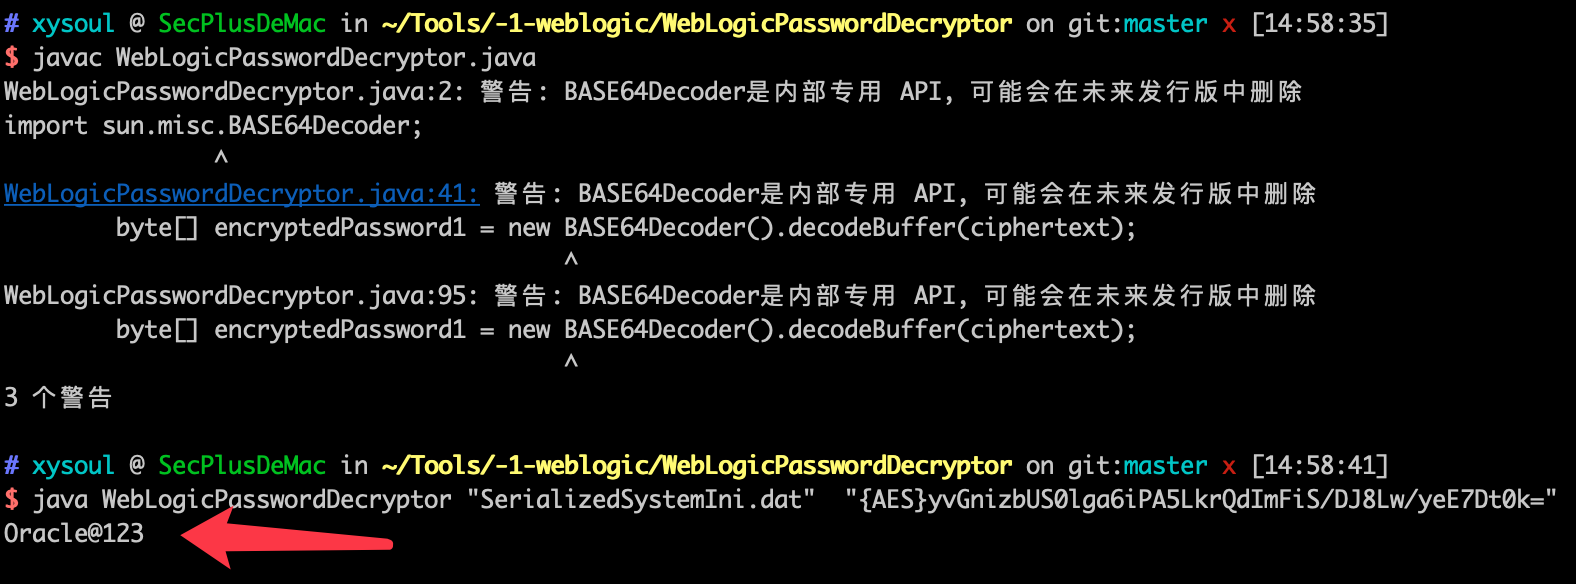 # xysoul @ SecPlusDeMac in ~/Tools/-1-weblogic/WebLogicPasswordDecryptor on git:master x [14:58:35]
$ javac WebLogicPasswordDecryptor.java
WebLogicPasswordDecryptor.java:2: 警告: BASE64Decoder是内部专用 API, 可能会在未来发行版中删除
import sun.misc.BASE64Decoder;
^
WebLogicPasswordDecryptor.java:41: 警告: BASE64Decoder是内部专用 API, 可能会在未来发行版中删除
byte[] encryptedPassword1 = new BASE64Decoder().decodeBuffer(ciphertext);
^
WebLogicPasswordDecryptor.java:95: 警告: BASE64Decoder是内部专用 API, 可能会在未来发行版中删除
byte[] encryptedPassword1 = new BASE64Decoder().decodeBuffer(ciphertext);
^
3 个警告
# xysoul @ SecPlusDeMac in ~/Tools/-1-weblogic/WebLogicPasswordDecryptor on git:master x [14:58:41]
$ java WebLogicPasswordDecryptor "SerializedSystemIni.dat"  "{AES}yvGnizbUS0lga6iPA5LkrQdImFiS/DJ8Lw/yeE7Dt0k="
Oracle@123